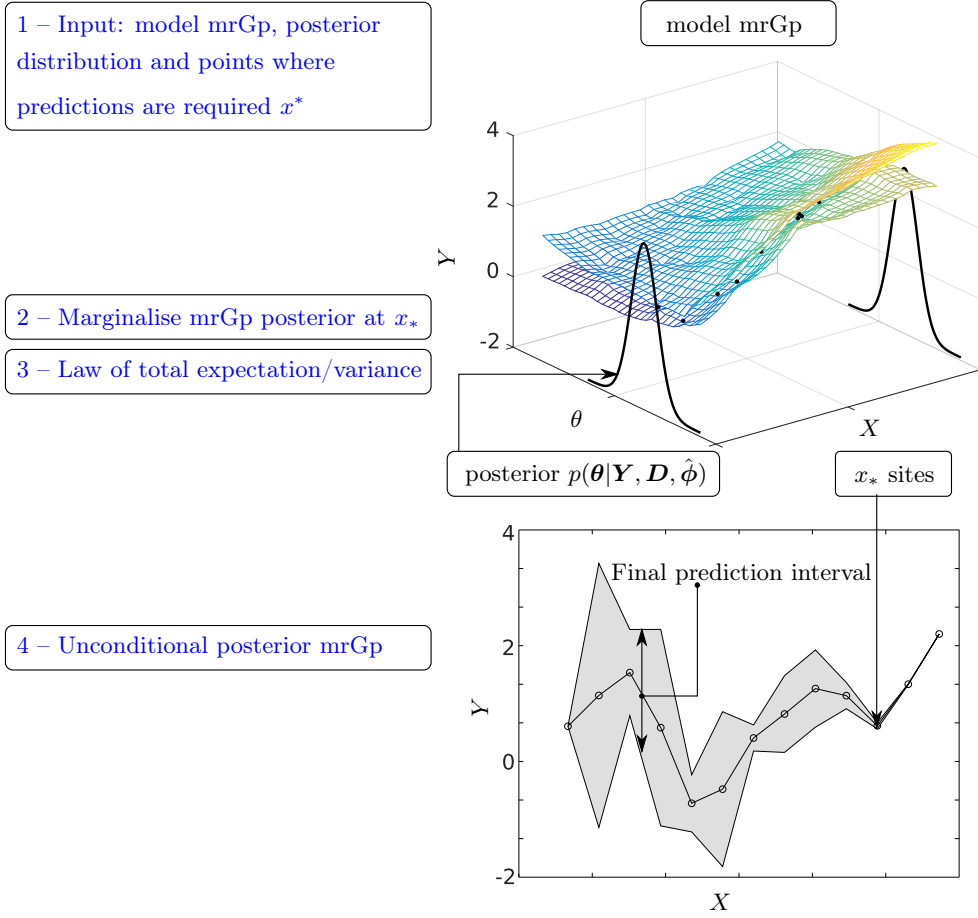 1 – Input: model mrGp, posterior
distribution and points where
predictions are required x*
model mrGp
4
2
0
-2
Y
θ
X
2 – Marginalise mrGp posterior at x_*
3 – Law of total expectation/variance
posterior p(θ|Y, D, φ̂)
x_* sites
4
2
0
-2
Y
X
Final prediction interval
4 – Unconditional posterior mrGp